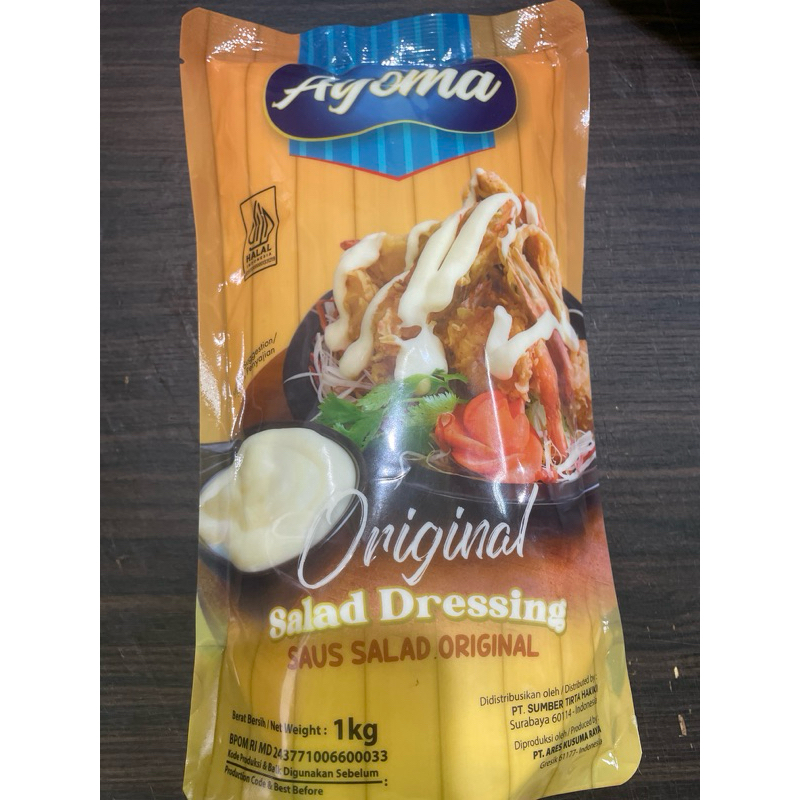 Ayoma
HALAL
INDONESIA
Original
Salad Dressing
SAUS SALAD ORIGINAL
Berat Bersih / Net Weight : 1kg
BPOM RI MD 243771006600033
Kode Produksi & Baik Digunakan Sebelum
Production Code & Best Before :
Didistribusikan oleh / Distributed by :
PT. SUMBER TIRTA HAKIKI
Surabaya 60114 - Indonesia
Diproduksi oleh / Produced by :
PT. ARES KUSUMA RAYA
Gresik 61177 - Indonesia